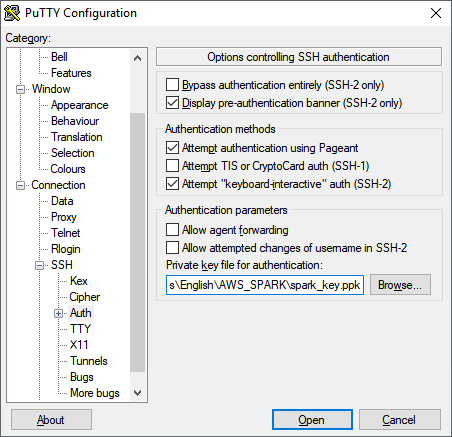 PuTTY Configuration
Category:
Bell
Features
Window
Appearance
Behaviour
Translation
Selection
Colours
Connection
Data
Proxy
Telnet
Rlogin
SSH
Kex
Cipher
Auth
TTY
X11
Tunnels
Bugs
More bugs
Options controlling SSH authentication
Bypass authentication entirely (SSH-2 only)
Display pre-authentication banner (SSH-2 only)
Authentication methods
Attempt authentication using Pageant
Attempt TIS or CryptoCard auth (SSH-1)
Attempt "keyboard-interactive" auth (SSH-2)
Authentication parameters
Allow agent forwarding
Allow attempted changes of username in SSH-2
Private key file for authentication:
s\English\AWS_SPARK\spark_key.ppk
Browse...
About
Open
Cancel